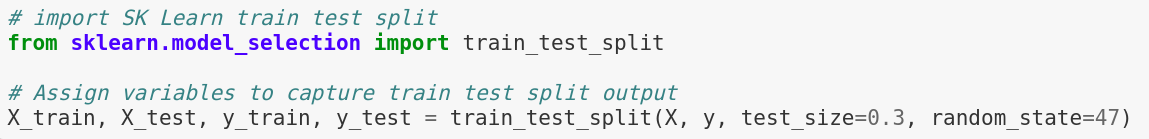 # import SK Learn train test split
from sklearn.model_selection import train_test_split
# Assign variables to capture train test split output
X_train, X_test, y_train, y_test = train_test_split(X, y, test_size=0.3, random_state=47)